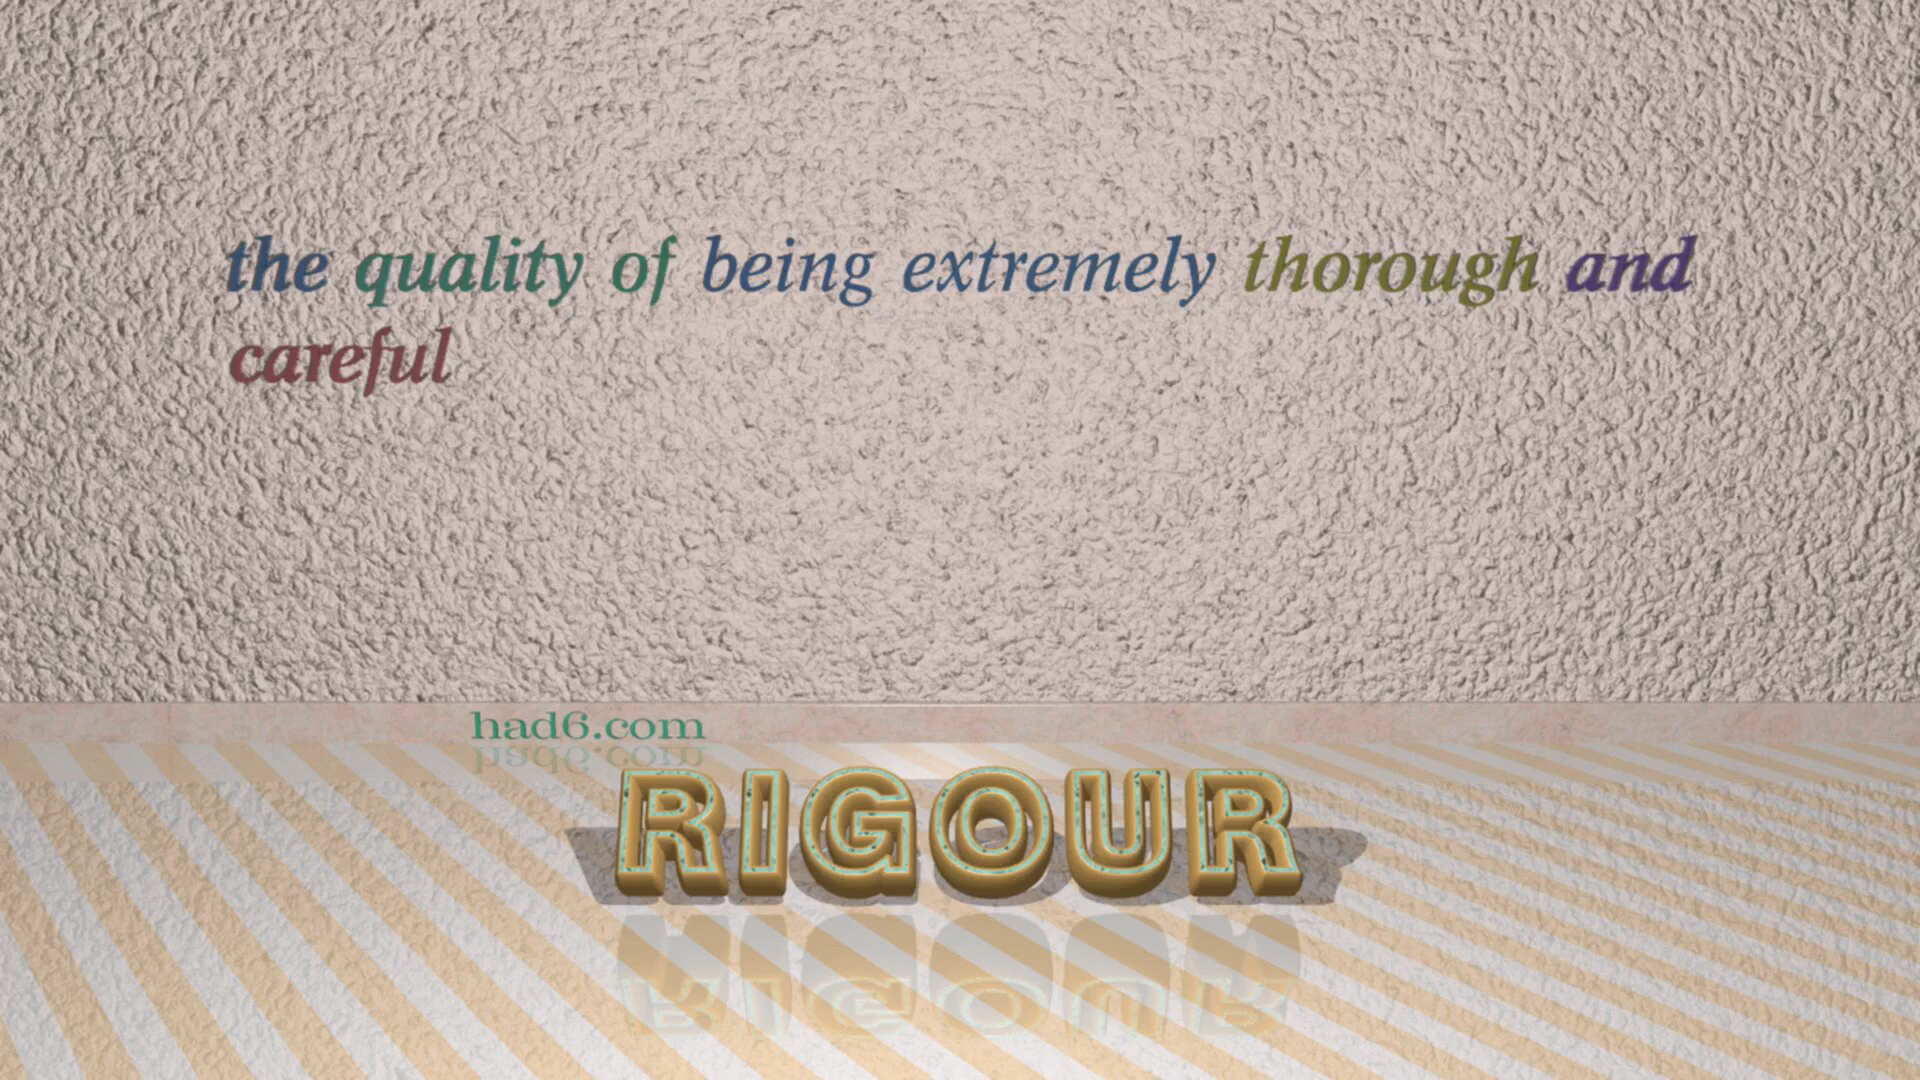 the quality of being extremely thorough and
careful
had6.com
RIGOUR